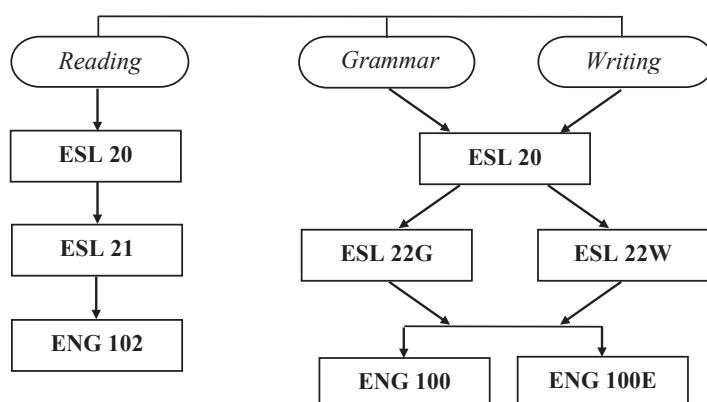 Reading
Grammar
Writing
ESL 20
ESL 20
ESL 21
ESL 22G
ESL 22W
ENG 102
ENG 100
ENG 100E